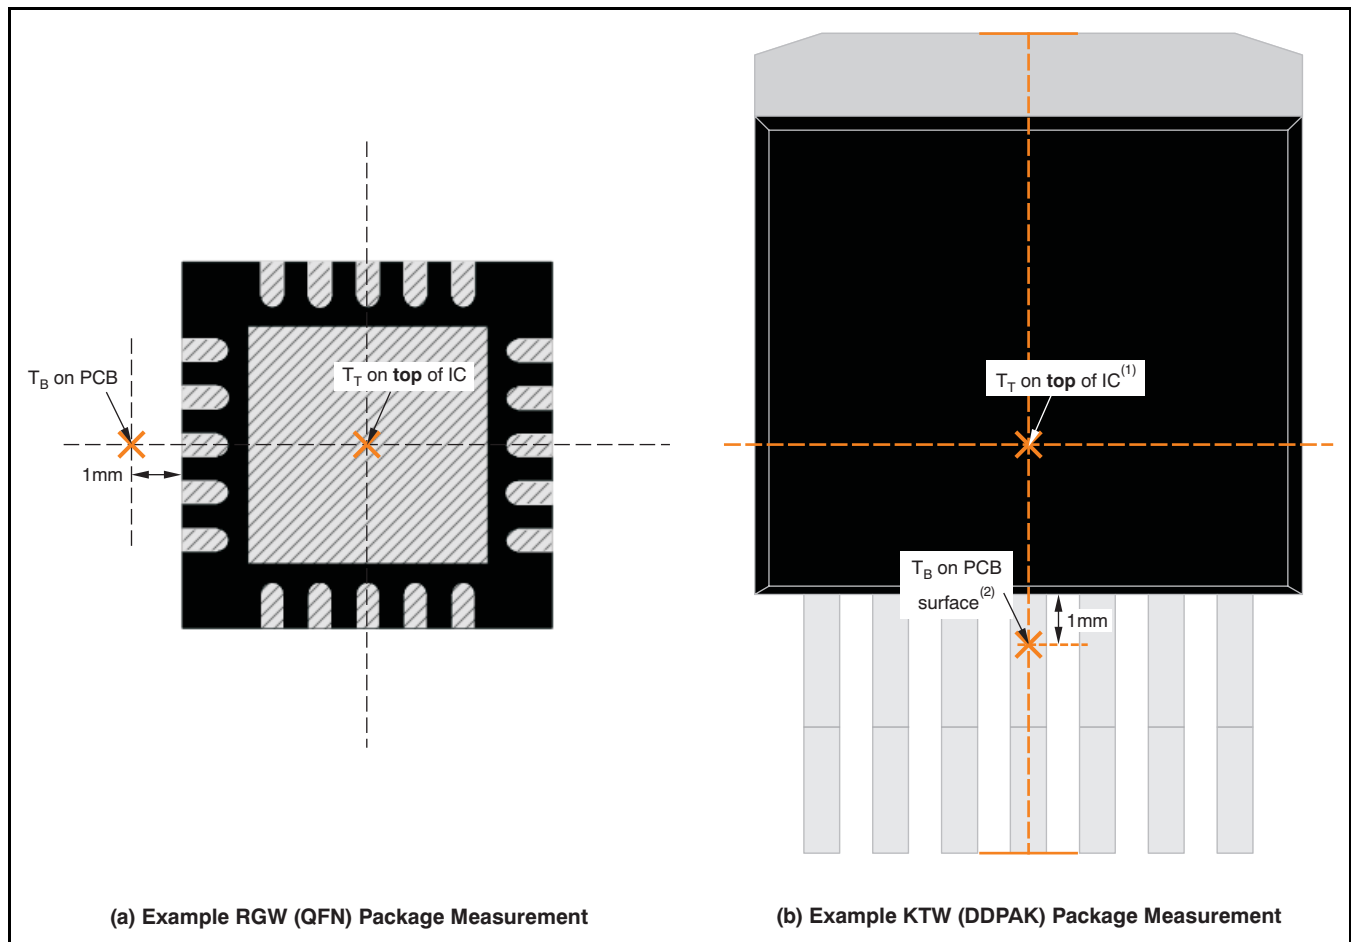 T_B on PCB
T_T on top of IC
1mm
(a) Example RGW (QFN) Package Measurement
T_T on top of IC(1)
T_B on PCB
surface(2)
1mm
(b) Example KTW (DDPAK) Package Measurement